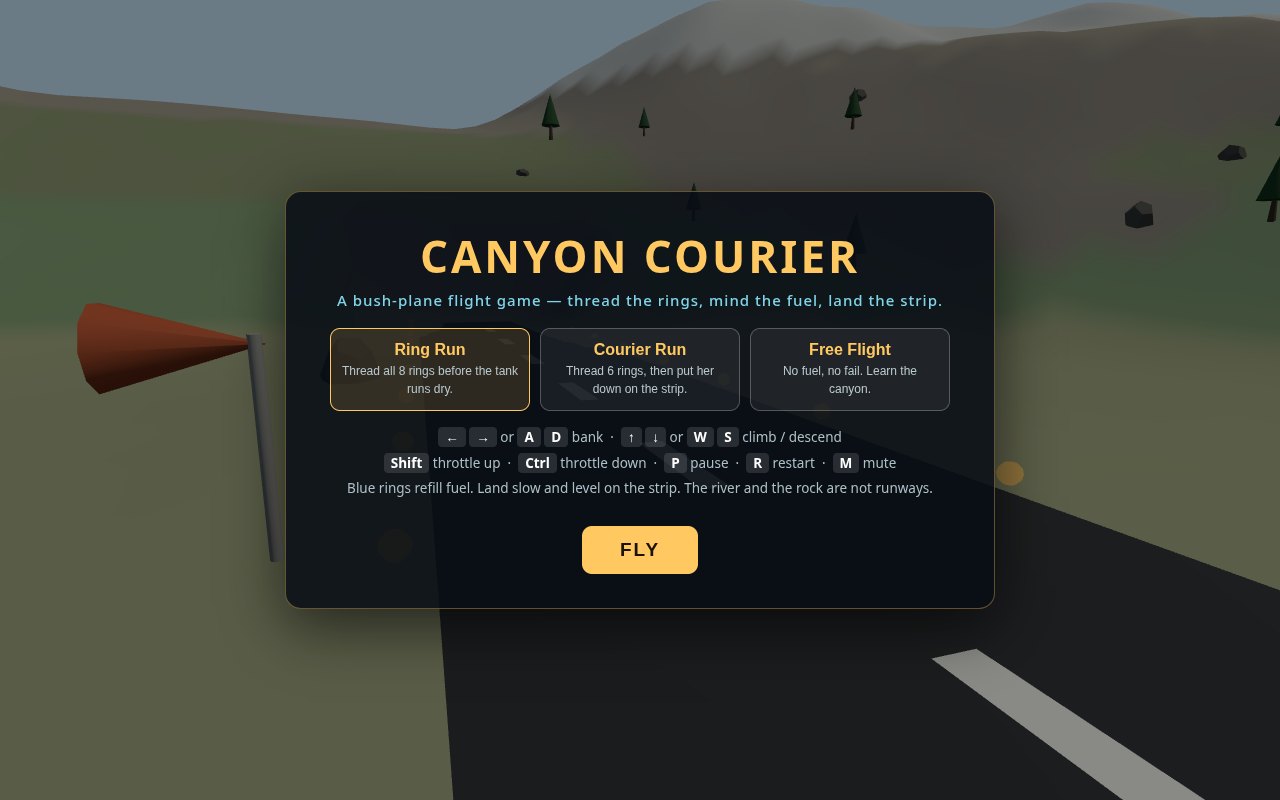 CANYON COURIER
A bush-plane flight game — thread the rings, mind the fuel, land the strip.
Ring Run
Thread all 8 rings before the tank
runs dry.
Courier Run
Thread 6 rings, then put her
down on the strip.
Free Flight
No fuel, no fail. Learn the
canyon.
← → or A D bank · ↑ ↓ or W S climb / descend
Shift throttle up · Ctrl throttle down · P pause · R restart · M mute
Blue rings refill fuel. Land slow and level on the strip. The river and the rock are not runways.
FLY